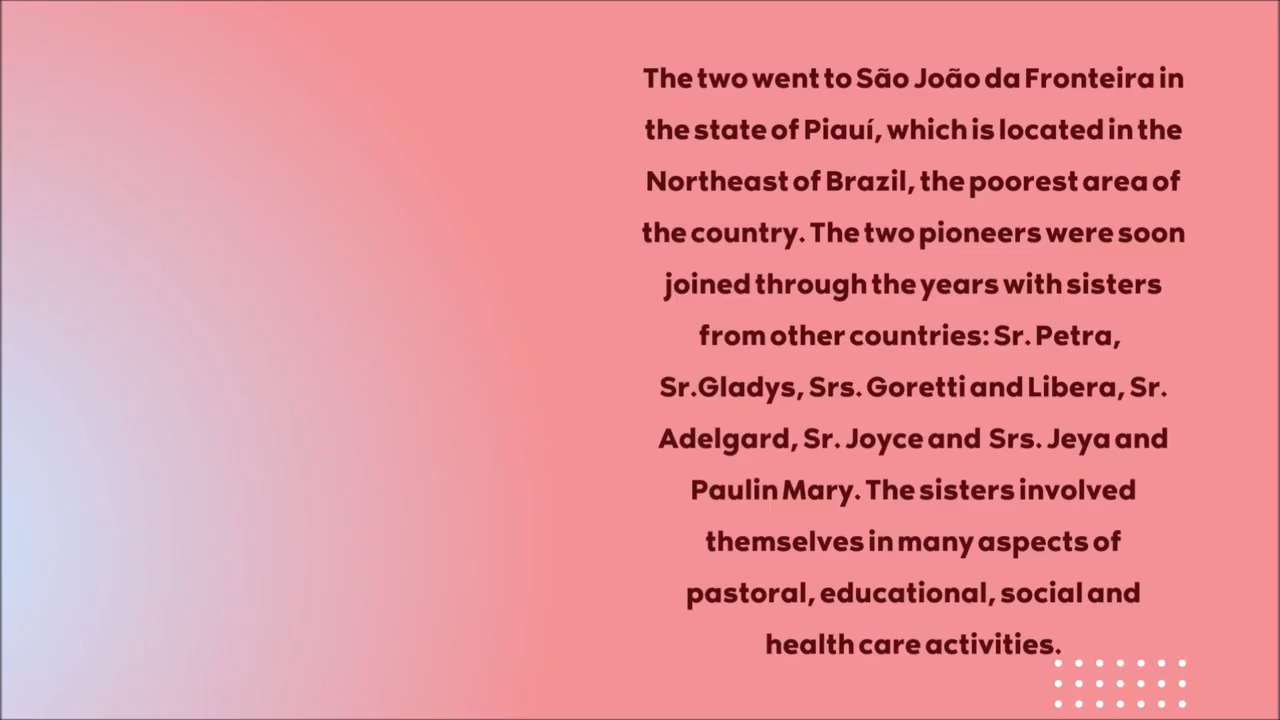 The two went to São João da Fronteira in
the state of Piauí, which is located in the
Northeast of Brazil, the poorest area of
the country. The two pioneers were soon
joined through the years with sisters
from other countries: Sr. Petra,
Sr.Gladys, Srs. Goretti and Libera, Sr.
Adelgard, Sr. Joyce and Srs. Jeya and
Paulin Mary. The sisters involved
themselves in many aspects of
pastoral, educational, social and
health care activities.